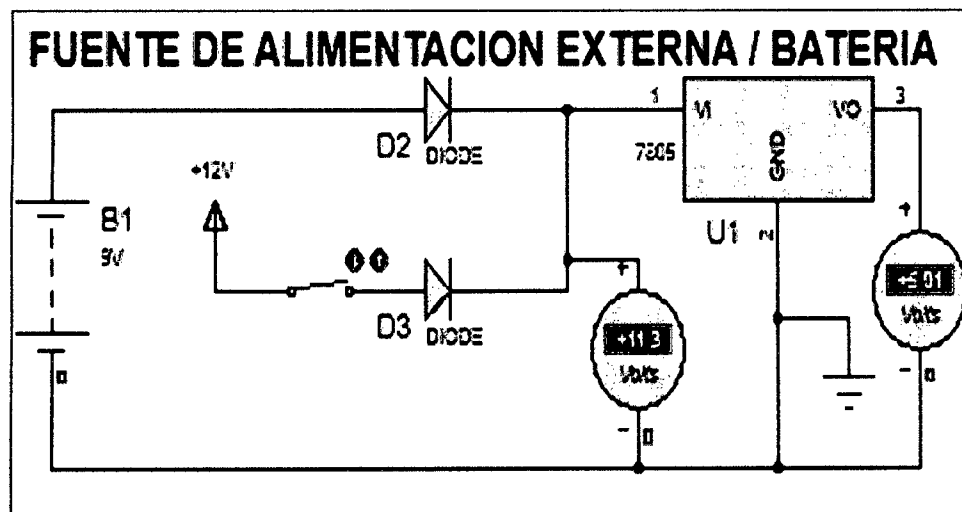 FUENTE DE ALIMENTACION EXTERNA / BATERIA
D2
DIODE
1
VI
VO
3
7805
GND
U1
2
+12V
B1
9V
D3
DIODE
+
+11.3
Volts
-
+
+5.01
Volts
-